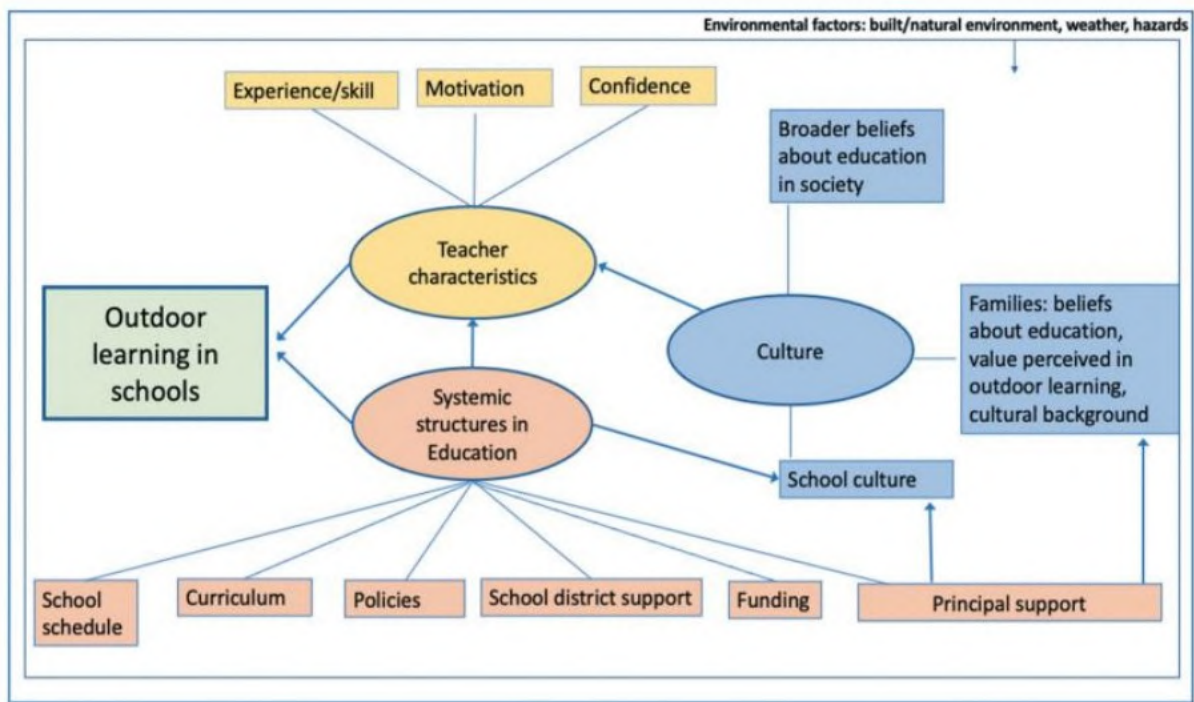 Environmental factors: built/natural environment, weather, hazards
Experience/skill
Motivation
Confidence
Broader beliefs
about education
in society
Teacher
characteristics
Outdoor
learning in
schools
Culture
Families: beliefs
about education,
value perceived in
outdoor learning,
cultural background
Systemic
structures in
Education
School culture
School
schedule
Curriculum
Policies
School district support
Funding
Principal support